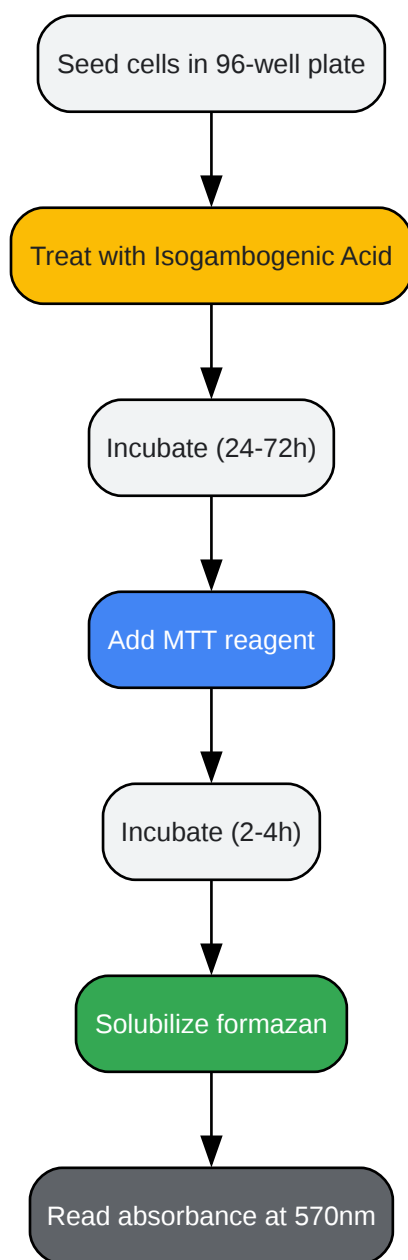 Seed cells in 96-well plate
Treat with Isogambogenic Acid
Incubate (24-72h)
Add MTT reagent
Incubate (2-4h)
Solubilize formazan
Read absorbance at 570nm